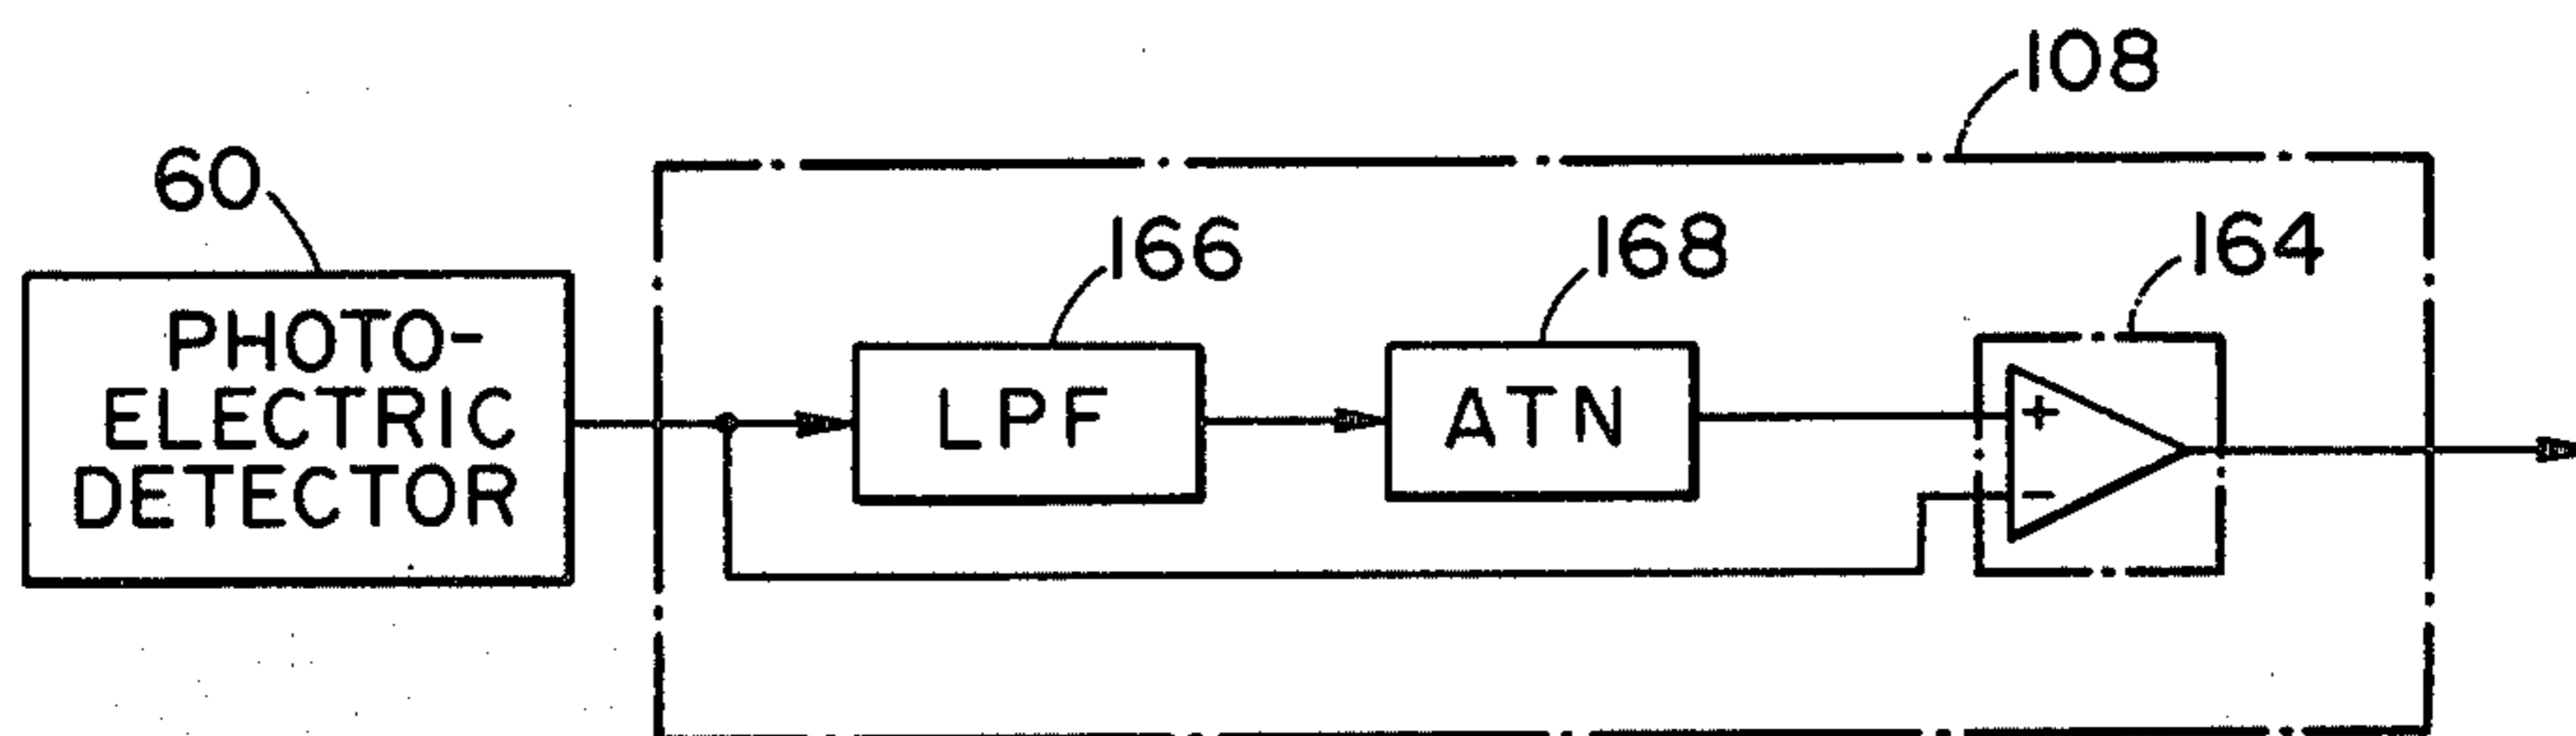 108
60
166
168
164
PHOTO-
ELECTRIC
DETECTOR
LPF
ATN
+
−